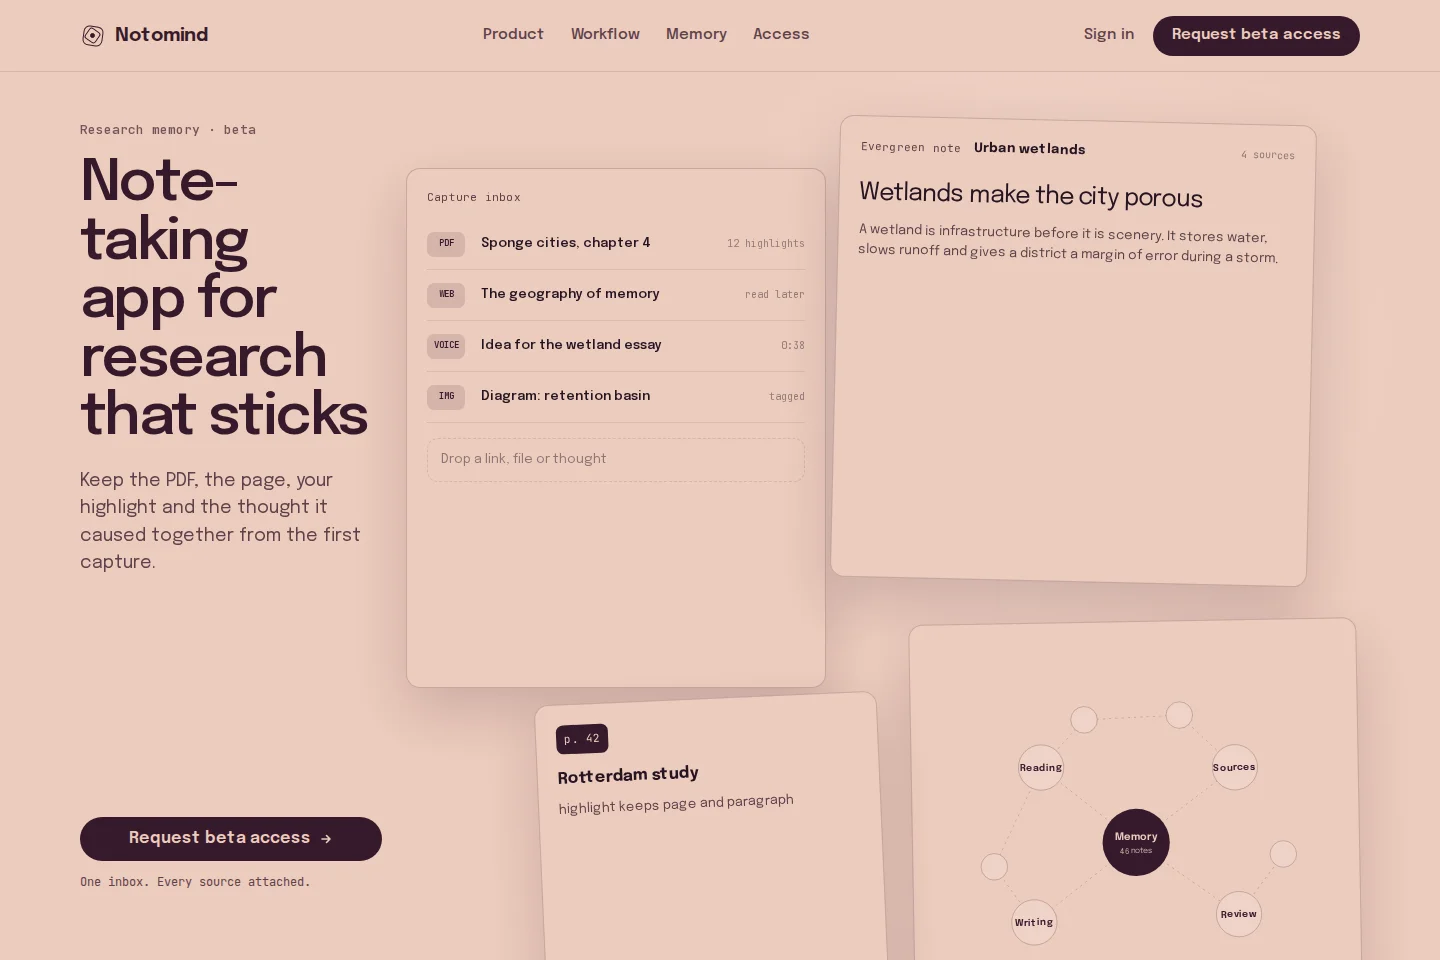 Notomind
Product
Workflow
Memory
Access
Sign in
Request beta access
Research memory · beta
Note-
taking
app for
research
that sticks
Keep the PDF, the page, your
highlight and the thought it
caused together from the first
capture.
Request beta access →
One inbox. Every source attached.
Capture inbox
PDF Sponge cities, chapter 4 12 highlights
WEB The geography of memory read later
VOICE Idea for the wetland essay 0:38
IMG Diagram: retention basin tagged
Drop a link, file or thought
Evergreen note Urban wetlands 4 sources
Wetlands make the city porous
A wetland is infrastructure before it is scenery. It stores water,
slows runoff and gives a district a margin of error during a storm.
p. 42
Rotterdam study
highlight keeps page and paragraph
Reading
Sources
Memory
46 notes
Writing
Review